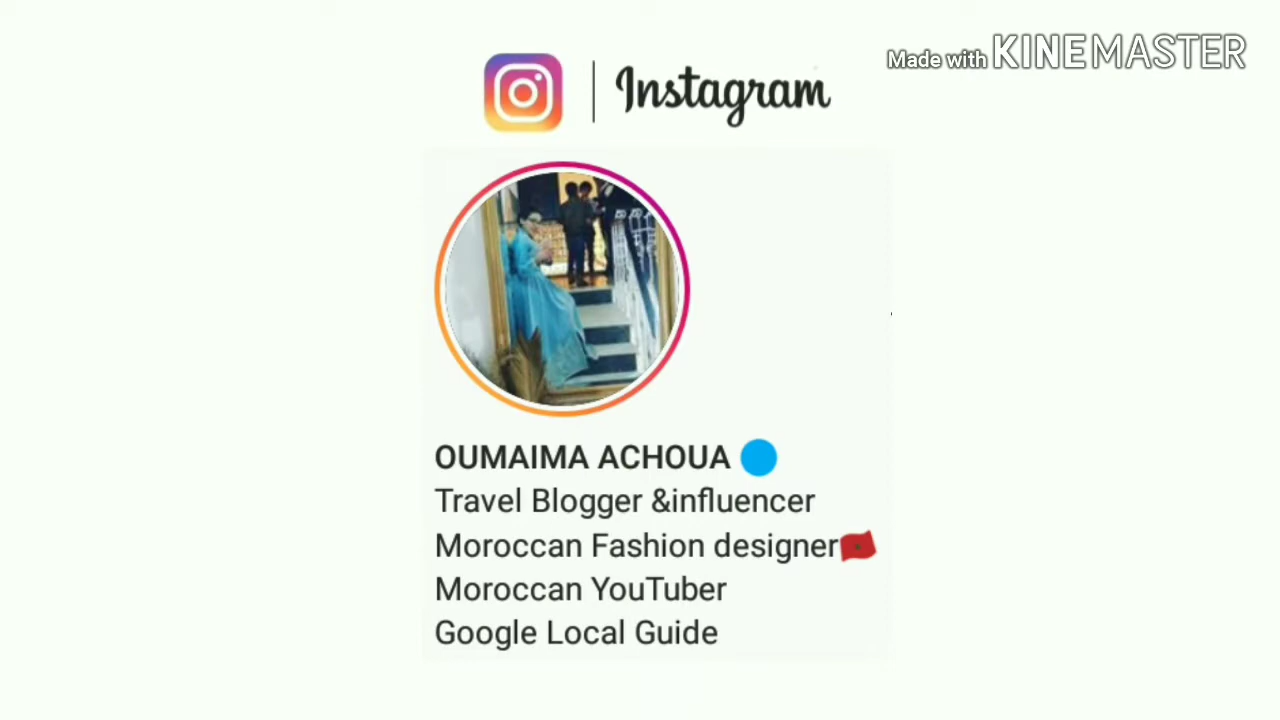 Made with KINEMASTER
Instagram
OUMAIMA ACHOUA
Travel Blogger &influencer
Moroccan Fashion designer
Moroccan YouTuber
Google Local Guide